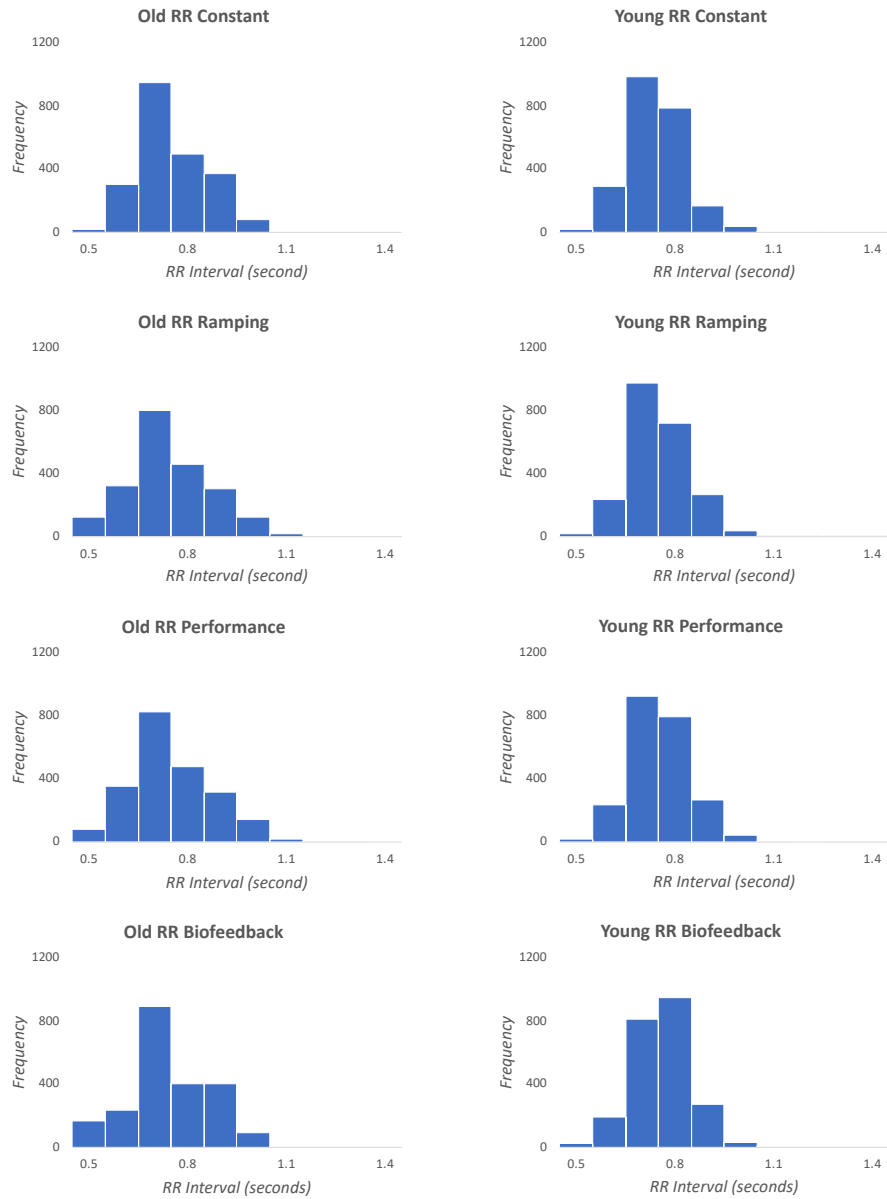 Old RR Constant
1200
800
400
0
Frequency
0.5 0.8 1.1 1.4
RR Interval (second)
Young RR Constant
1200
800
400
0
Frequency
0.5 0.8 1.1 1.4
RR Interval (second)
Old RR Ramping
1200
800
400
0
Frequency
0.5 0.8 1.1 1.4
RR Interval (second)
Young RR Ramping
1200
800
400
0
Frequency
0.5 0.8 1.1 1.4
RR Interval (second)
Old RR Performance
1200
800
400
0
Frequency
0.5 0.8 1.1 1.4
RR Interval (second)
Young RR Performance
1200
800
400
0
Frequency
0.5 0.8 1.1 1.4
RR Interval (second)
Old RR Biofeedback
1200
800
400
0
Frequency
0.5 0.8 1.1 1.4
RR Interval (seconds)
Young RR Biofeedback
1200
800
400
0
Frequency
0.5 0.8 1.1 1.4
RR Interval (seconds)